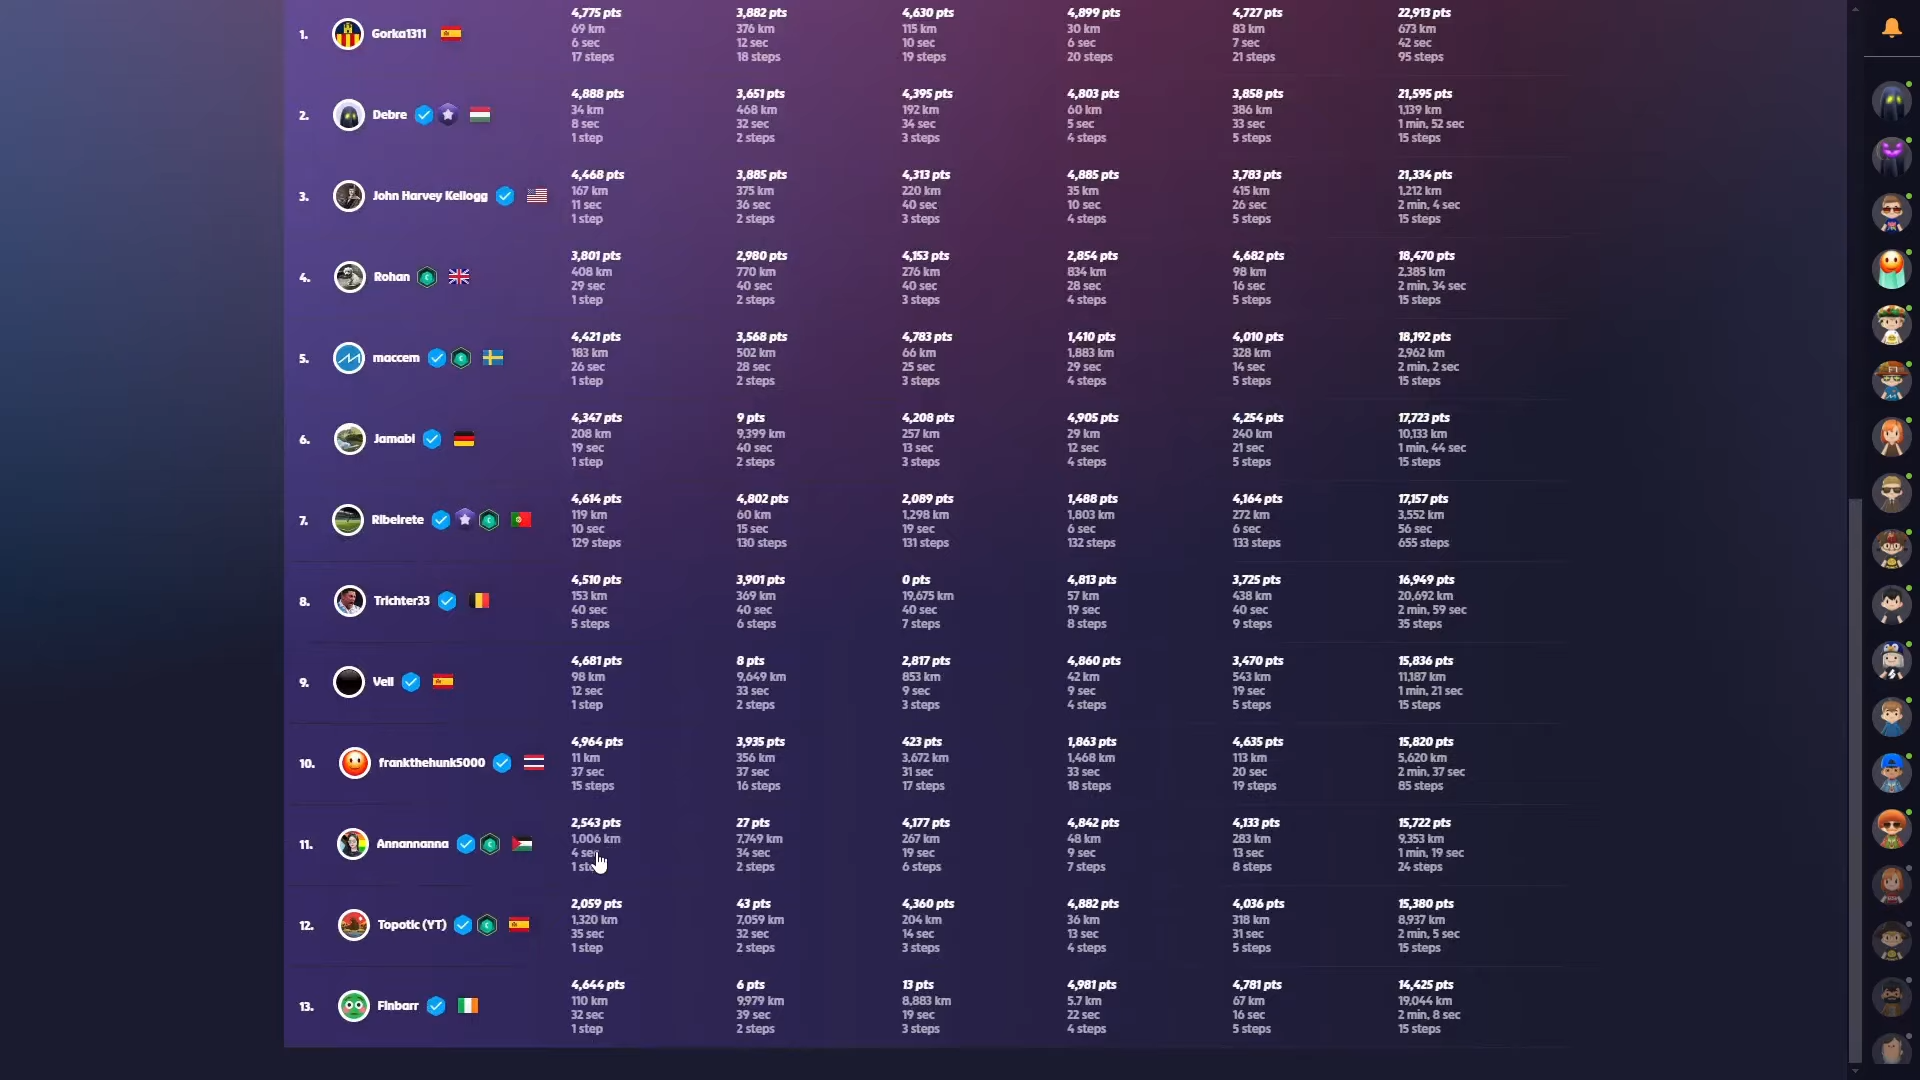 1. Gorka1311 4,775 pts 3,882 pts 4,630 pts 4,899 pts 4,727 pts 22,913 pts
69 km 376 km 115 km 30 km 83 km 673 km
6 sec 12 sec 10 sec 6 sec 7 sec 42 sec
17 steps 18 steps 19 steps 20 steps 21 steps 95 steps
2. Debre 4,888 pts 3,651 pts 4,395 pts 4,803 pts 3,858 pts 21,595 pts
34 km 468 km 192 km 60 km 386 km 1,139 km
8 sec 32 sec 34 sec 5 sec 33 sec 1 min, 52 sec
1 step 2 steps 3 steps 4 steps 5 steps 15 steps
3. John Harvey Kellogg 4,468 pts 3,885 pts 4,313 pts 4,885 pts 3,783 pts 21,334 pts
167 km 375 km 220 km 35 km 415 km 1,212 km
11 sec 36 sec 40 sec 10 sec 26 sec 2 min, 4 sec
1 step 2 steps 3 steps 4 steps 5 steps 15 steps
4. Rohan 3,801 pts 2,980 pts 4,153 pts 2,854 pts 4,682 pts 18,470 pts
408 km 770 km 276 km 834 km 98 km 2,385 km
29 sec 40 sec 40 sec 28 sec 16 sec 2 min, 34 sec
1 step 2 steps 3 steps 4 steps 5 steps 15 steps
5. maccem 4,421 pts 3,568 pts 4,783 pts 1,410 pts 4,010 pts 18,192 pts
183 km 502 km 66 km 1,883 km 328 km 2,962 km
26 sec 28 sec 25 sec 29 sec 14 sec 2 min, 2 sec
1 step 2 steps 3 steps 4 steps 5 steps 15 steps
6. Jamabi 4,347 pts 9 pts 4,208 pts 4,905 pts 4,254 pts 17,723 pts
208 km 9,399 km 257 km 29 km 240 km 10,133 km
19 sec 40 sec 13 sec 12 sec 21 sec 1 min, 44 sec
1 step 2 steps 3 steps 4 steps 5 steps 15 steps
7. Ribeirete 4,614 pts 4,802 pts 2,089 pts 1,488 pts 4,164 pts 17,157 pts
119 km 60 km 1,298 km 1,803 km 272 km 3,552 km
10 sec 15 sec 19 sec 6 sec 6 sec 56 sec
129 steps 130 steps 131 steps 132 steps 133 steps 655 steps
8. Trichter33 4,510 pts 3,901 pts 0 pts 4,813 pts 3,725 pts 16,949 pts
153 km 369 km 19,675 km 57 km 438 km 20,692 km
40 sec 40 sec 40 sec 19 sec 40 sec 2 min, 59 sec
5 steps 6 steps 7 steps 8 steps 9 steps 35 steps
9. Vell 4,681 pts 8 pts 2,817 pts 4,860 pts 3,470 pts 15,836 pts
98 km 9,649 km 853 km 42 km 543 km 11,187 km
12 sec 33 sec 9 sec 9 sec 19 sec 1 min, 21 sec
1 step 2 steps 3 steps 4 steps 5 steps 15 steps
10. frankthehunk5000 4,964 pts 3,935 pts 423 pts 1,863 pts 4,635 pts 15,820 pts
11 km 356 km 3,672 km 1,468 km 113 km 5,620 km
37 sec 37 sec 31 sec 33 sec 20 sec 2 min, 37 sec
15 steps 16 steps 17 steps 18 steps 19 steps 85 steps
11. Annannanna 2,543 pts 27 pts 4,177 pts 4,842 pts 4,133 pts 15,722 pts
1,006 km 7,749 km 267 km 48 km 283 km 9,353 km
4 sec 34 sec 19 sec 9 sec 13 sec 1 min, 19 sec
1 step 2 steps 6 steps 7 steps 8 steps 24 steps
12. Topotic (YT) 2,059 pts 43 pts 4,360 pts 4,882 pts 4,036 pts 15,380 pts
1,320 km 7,059 km 204 km 36 km 318 km 8,937 km
35 sec 32 sec 14 sec 13 sec 31 sec 2 min, 5 sec
1 step 2 steps 3 steps 4 steps 5 steps 15 steps
13. Finbarr 4,644 pts 6 pts 13 pts 4,981 pts 4,781 pts 14,425 pts
110 km 9,979 km 8,883 km 5.7 km 67 km 19,044 km
32 sec 39 sec 19 sec 22 sec 16 sec 2 min, 8 sec
1 step 2 steps 3 steps 4 steps 5 steps 15 steps